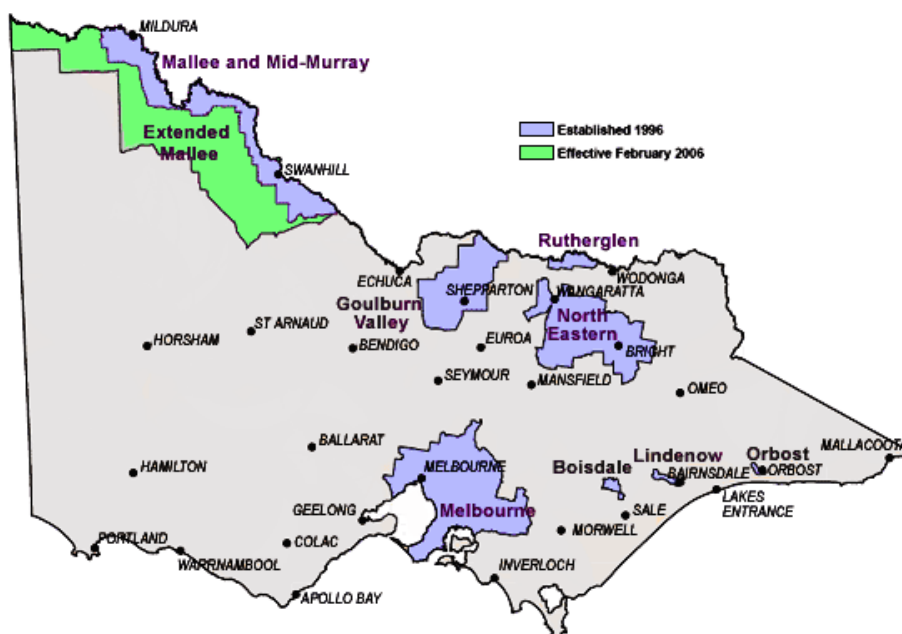 MILDURA
Mallee and Mid-Murray
Extended
Mallee
Established 1996
Effective February 2006
SWANHILL
Rutherglen
ECHUCA
WODONGA
SHEPPARTON
WANGARATTA
Goulburn
Valley
North
Eastern
ST ARNAUD
HORSHAM
BENDIGO
EUROA
BRIGHT
SEYMOUR
MANSFIELD
OMEO
BALLARAT
MALLACOOTA
HAMILTON
MELBOURNE
Boisdale
Lindenow
Orbost
BAIRNSDALE
ORBOST
GEELONG
Melbourne
SALE
LAKES
ENTRANCE
MORWELL
PORTLAND
WARRNAMBOOL
COLAC
INVERLOCH
APOLLO BAY